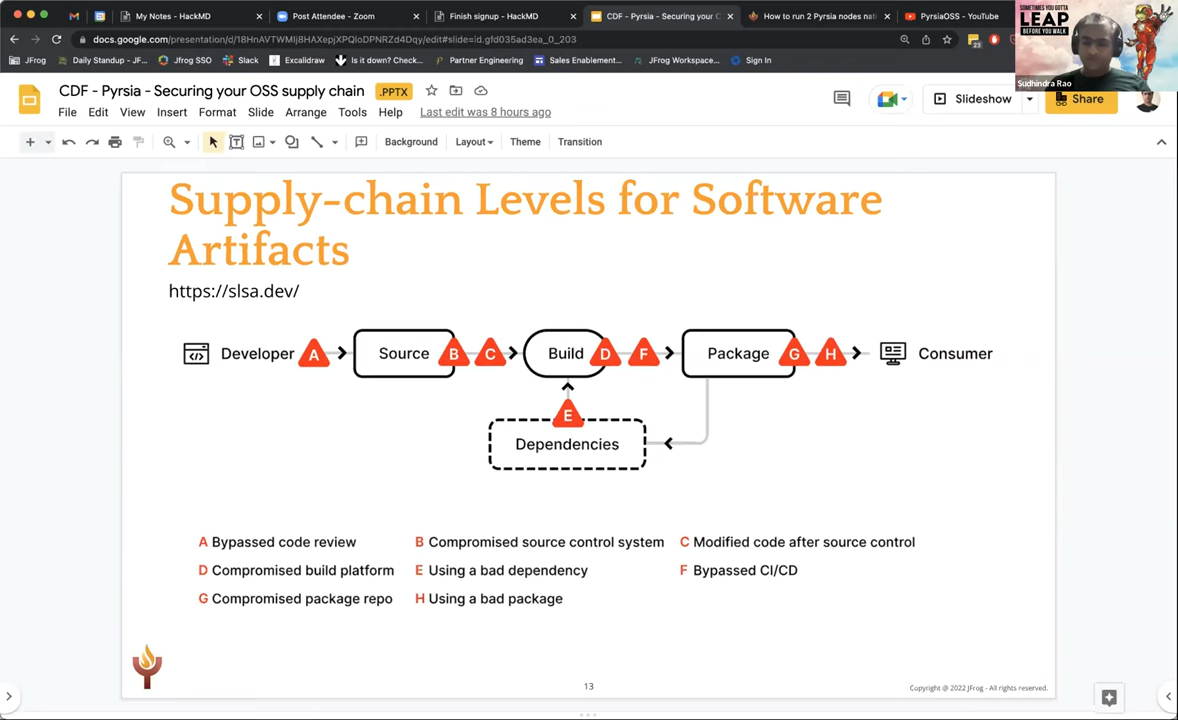 My Notes - HackMD
Post Attendee - Zoom
Finish signup - HackMD
CDF - Pyrsia - Securing your C
How to run 2 Pyrsia nodes nati
PyrsiaOSS - YouTube
docs.google.com/presentation/d/18HnAVTWMIj8HAXepjXPQloDPNRZd4Dqy/edit#slide=id.gfd035ad3ea_0_203
23
JFrog
Daily Standup - JF...
Jfrog SSO
Slack
Excalidraw
Is it down? Check...
Partner Engineering
Sales Enablement...
JFrog Workspace...
Sign In
SOMETIMES YOU GOTTA
LEAP
BEFORE YOU WALK
Sudhindra Rao
CDF - Pyrsia - Securing your OSS supply chain
.PPTX
File Edit View Insert Format Slide Arrange Tools Help Last edit was 8 hours ago
Slideshow
Share
Background Layout Theme Transition
Supply-chain Levels for Software
Artifacts
https://slsa.dev/
Developer A Source B C Build D F Package G H Consumer
E
Dependencies
A Bypassed code review
B Compromised source control system
C Modified code after source control
D Compromised build platform
E Using a bad dependency
F Bypassed CI/CD
G Compromised package repo
H Using a bad package
13
Copyright @ 2022 JFrog - All rights reserved.